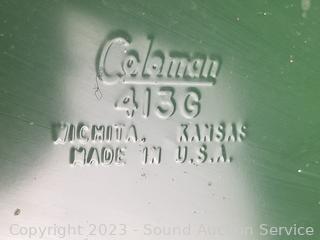 Coleman
413G
WICHITA, KANSAS
MADE IN U.S.A.
Copyright 2023 - Sound Auction Service